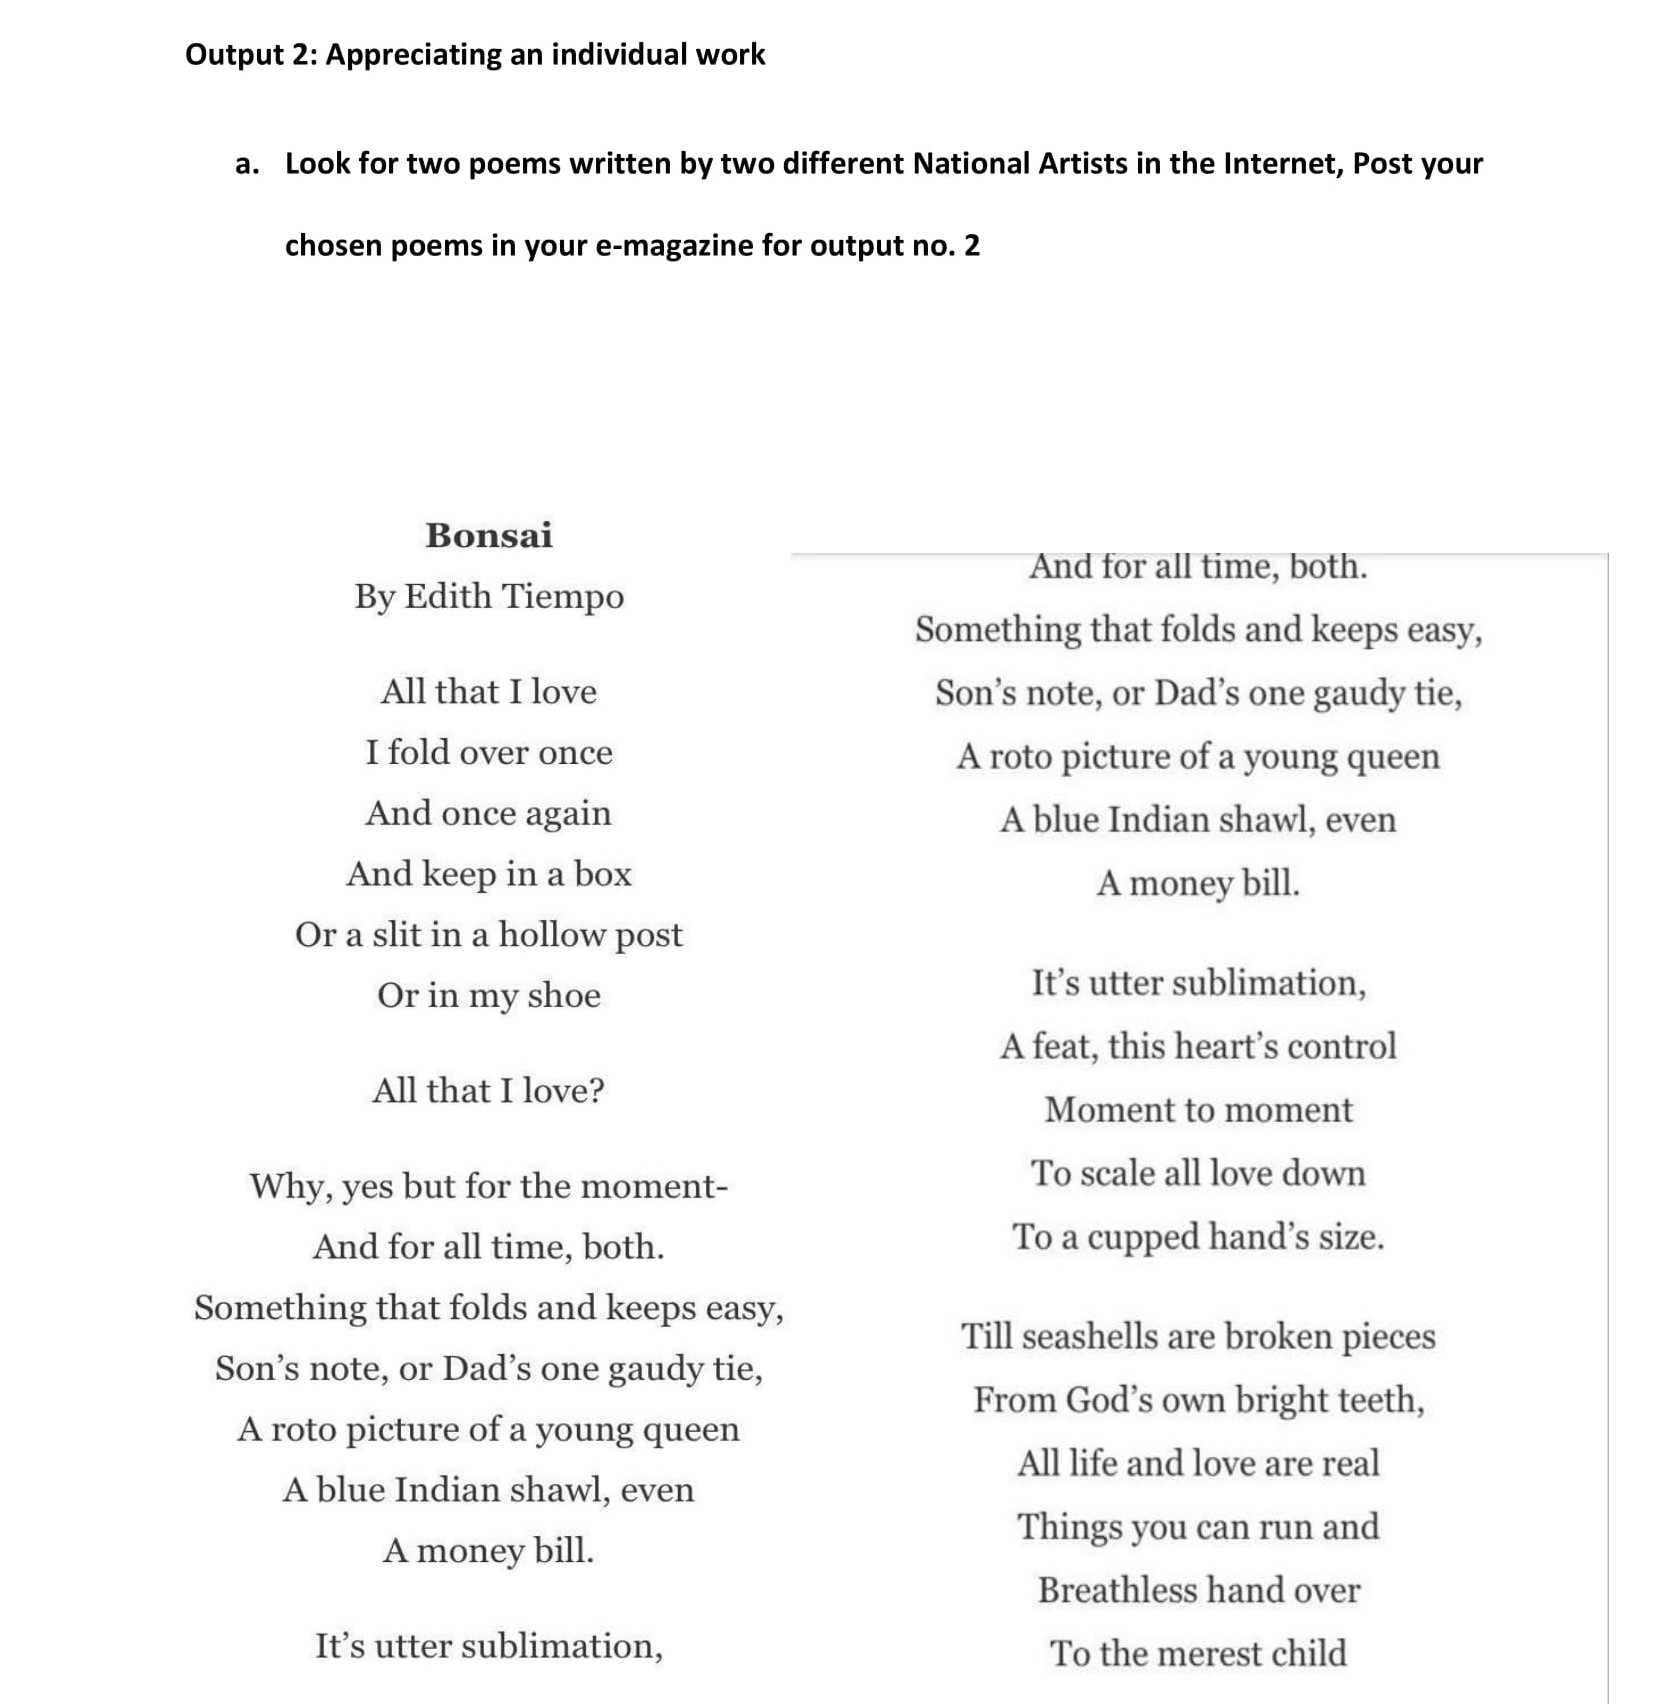 Output 2: Appreciating an individual work
a. Look for two poems written by two different National Artists in the Internet, Post your
chosen poems in your e-magazine for output no. 2
Bonsai
By Edith Tiempo
All that I love
I fold over once
And once again
And keep in a box
Or a slit in a hollow post
Or in my shoe
All that I love?
Why, yes but for the moment-
And for all time, both.
Something that folds and keeps easy,
Son’s note, or Dad’s one gaudy tie,
A roto picture of a young queen
A blue Indian shawl, even
A money bill.
It’s utter sublimation,
And for all time, both.
Something that folds and keeps easy,
Son’s note, or Dad’s one gaudy tie,
A roto picture of a young queen
A blue Indian shawl, even
A money bill.
It’s utter sublimation,
A feat, this heart’s control
Moment to moment
To scale all love down
To a cupped hand’s size.
Till seashells are broken pieces
From God’s own bright teeth,
All life and love are real
Things you can run and
Breathless hand over
To the merest child